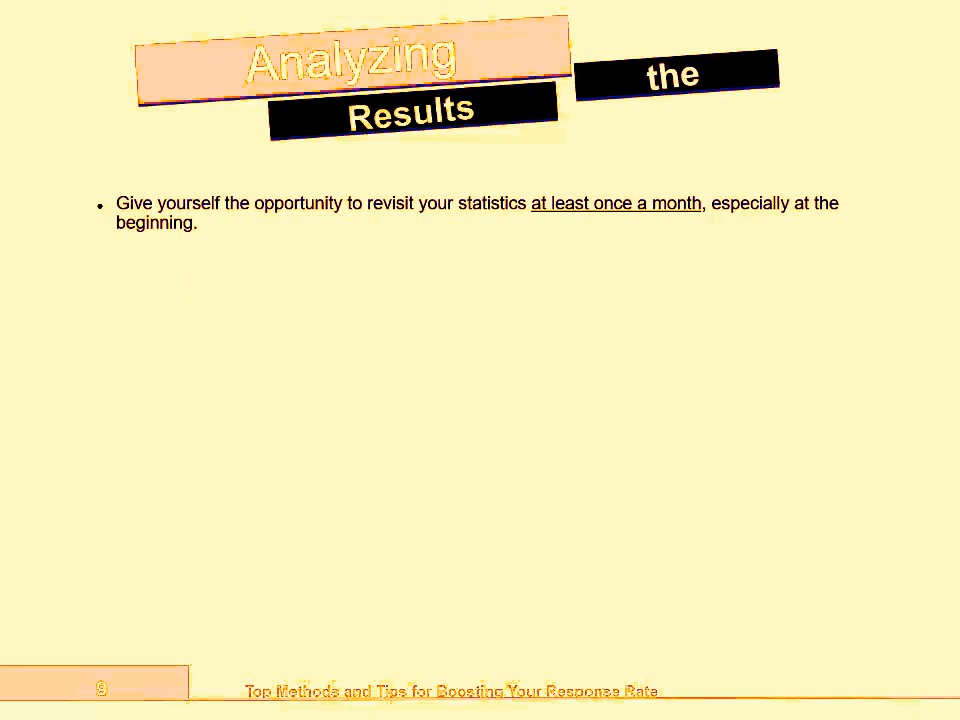 Analyzing
the
Results
• Give yourself the opportunity to revisit your statistics at least once a month, especially at the
beginning.
9
Top Methods and Tips for Boosting Your Response Rate